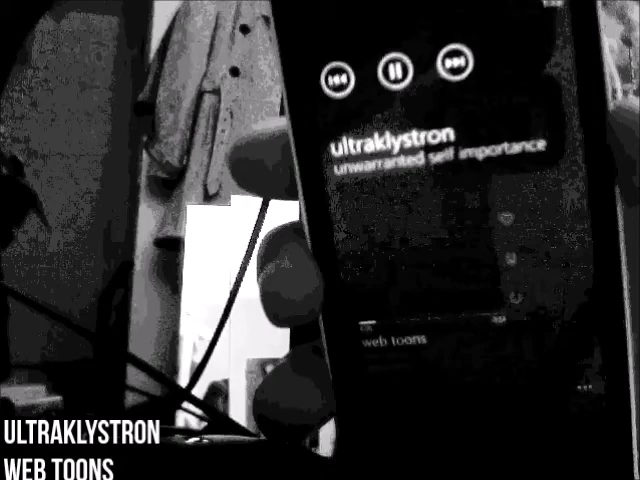 ultraklystron
unwarranted self importance
web toons
ULTRAKLYSTRON
WEB TOONS